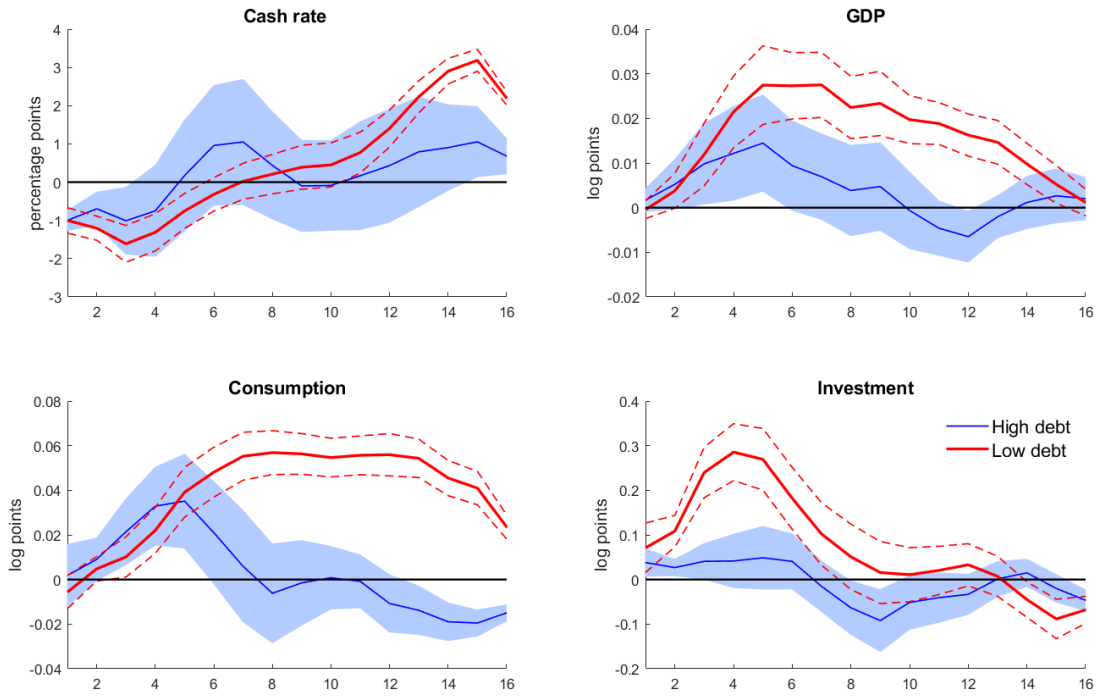 Cash rate
percentage points
4
3
2
1
0
-1
-2
-3
2 4 6 8 10 12 14 16
GDP
log points
0.04
0.03
0.02
0.01
0
-0.01
-0.02
2 4 6 8 10 12 14 16
Consumption
log points
0.08
0.06
0.04
0.02
0
-0.02
-0.04
2 4 6 8 10 12 14 16
Investment
log points
0.4
0.3
0.2
0.1
0
-0.1
-0.2
2 4 6 8 10 12 14 16
High debt
Low debt